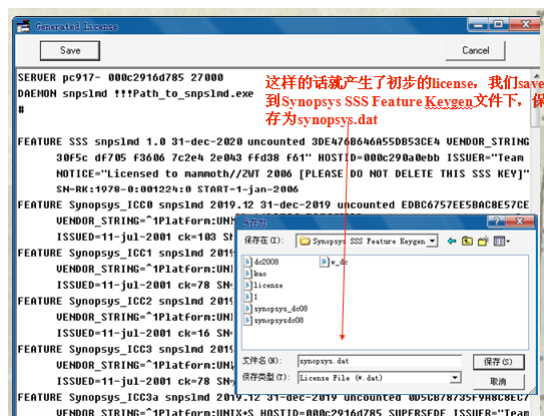 Generated License
Save
Cancel
SERVER pc917- 000c2916d785 27000
DAEMON snpslmd !!!Path_to_snpslmd.exe
#
这样的话就产生了初步的license，我们save
到Synopsys SSS Feature Keygen文件下，保
存为synopsys.dat
FEATURE SSS snpslmd 1.0 31-dec-2020 uncounted 3DE476B646A55DB53CE4 VENDOR_STRING
30f5c df705 f3606 7c2e4 2e043 ffd38 f61" HOSTID=000c290a0ebb ISSUER="Team
NOTICE="Licensed to mammoth//ZWT 2006 [PLEASE DO NOT DELETE THIS SSS KEY]"
SN=RK:1978-0:001224:0 START=1-jan-2006
FEATURE Synopsys_ICC0 snpslmd 2019.12 31-dec-2019 uncounted EDBC6757EE5BAC8E57CE
VENDOR_STRING=^1Platform:UNI
ISSUED=11-jul-2001 ck=103 SN
FEATURE Synopsys_ICC1 snpslmd 2019
VENDOR_STRING=^1Platform:UNI
ISSUED=11-jul-2001 ck=78 SN=
FEATURE Synopsys_ICC2 snpslmd 2019
VENDOR_STRING=^1Platform:UNI
ISSUED=11-jul-2001 ck=16 SN=
FEATURE Synopsys_ICC3 snpslmd 2019
VENDOR_STRING=^1Platform:UNI
ISSUED=11-jul-2001 ck=78 SN=
FEATURE Synopsys_ICC3a snpslmd 2019.12 31-dec-2019 uncounted 0D5CB78735F9A8C8EC7
VENDOR_STRING=^1Platform:UNIX+S HOSTID=000c2916d785 SUPERSEDE ISSUER="Team
另存为
保存在(I):
Synopsys SSS Feature Keygen
dc2008
kao
license
1
synopsys_dc08
synopsysdc08
w_dc
文件名(N):
synopsys.dat
保存(S)
保存类型(T):
License File (*.dat)
取消